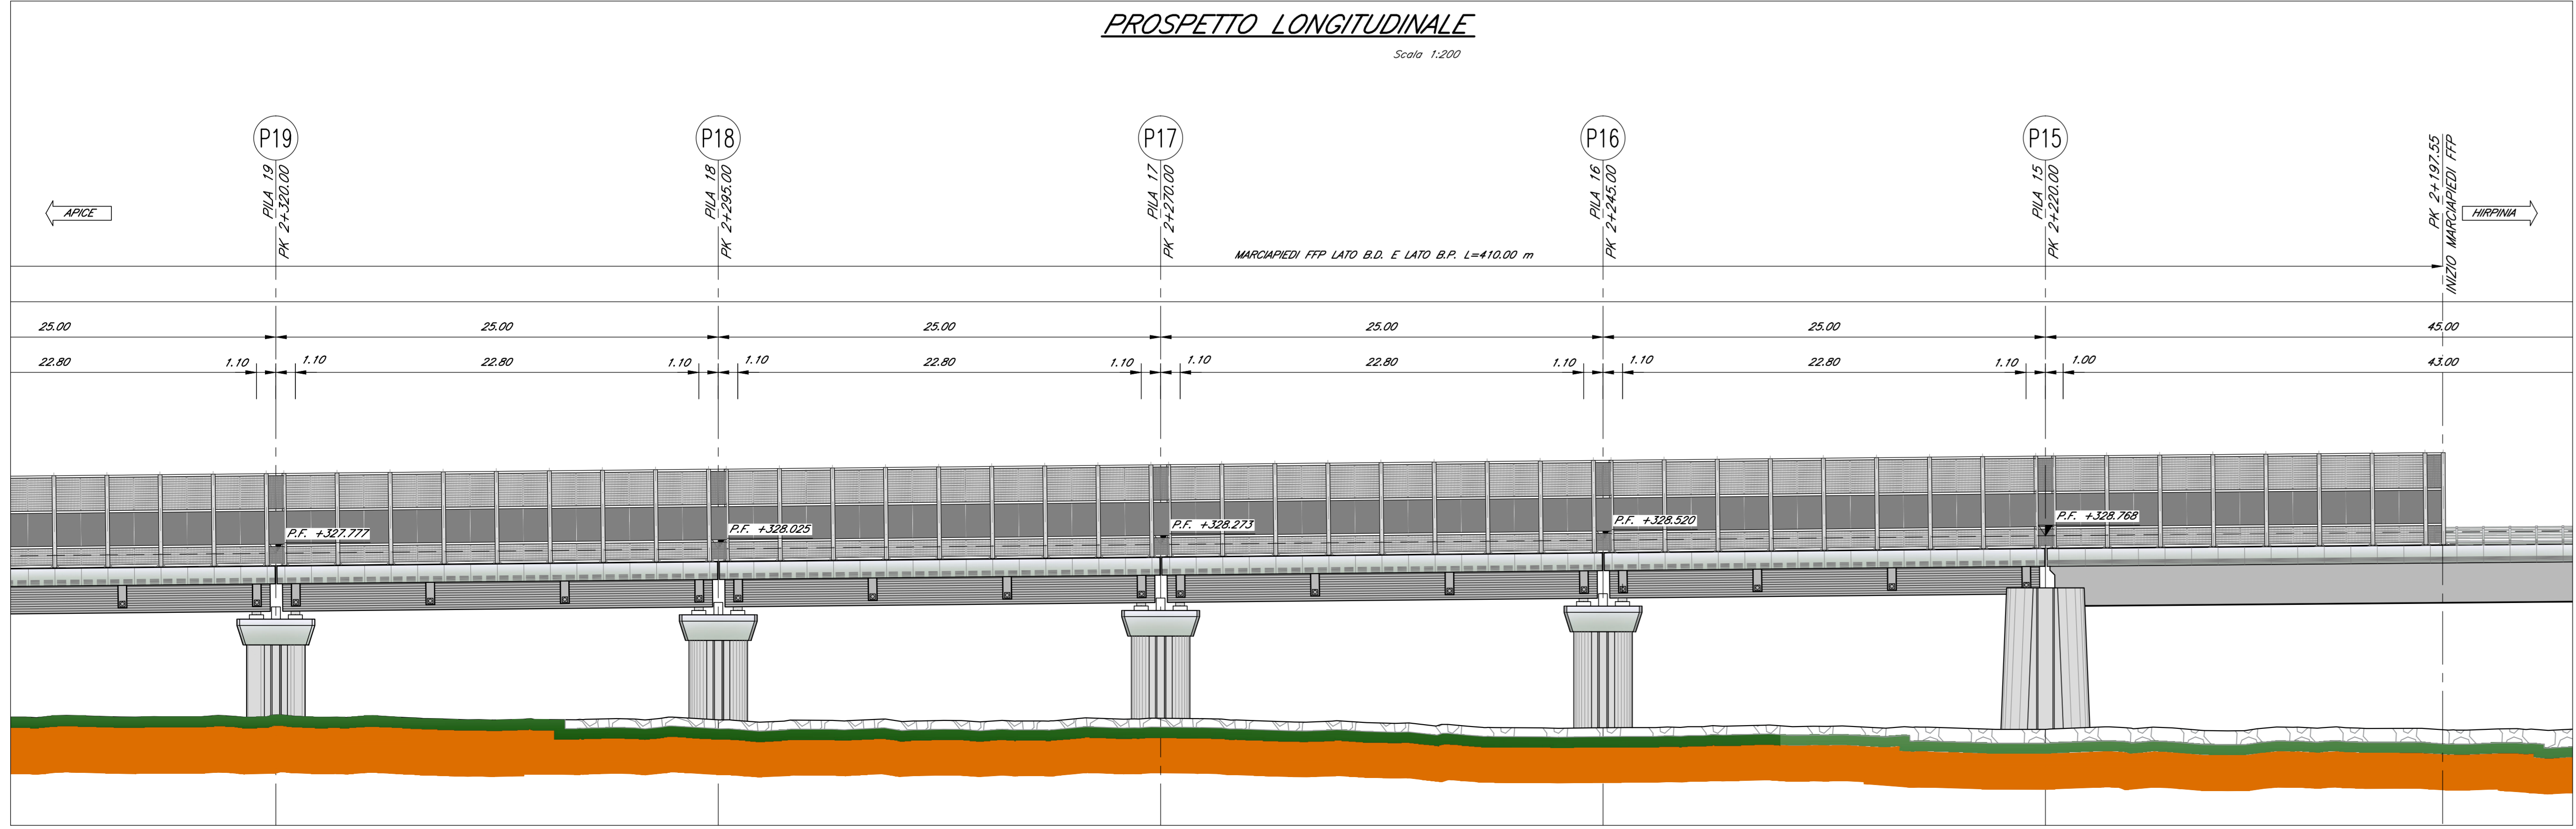 PROSPETTO LONGITUDINALE
Scala 1:200
P19
P18
P17
P16
P15
PILA 19
PK 2+320.00
PILA 18
PK 2+295.00
PILA 17
PK 2+270.00
PILA 16
PK 2+245.00
PILA 15
PK 2+220.00
PK 2+197.55
INIZIO MARCIAPIEDI FFP
APICE
HIRPINIA
MARCIAPIEDI FFP LATO B.D. E LATO B.P. L=410.00 m
25.00 25.00 25.00 25.00 25.00 45.00
22.80 1.10 1.10 22.80 1.10 1.10 22.80 1.10 1.10 22.80 1.10 1.10 22.80 1.10 1.00 43.00
P.F. +327.777
P.F. +328.025
P.F. +328.273
P.F. +328.520
P.F. +328.768